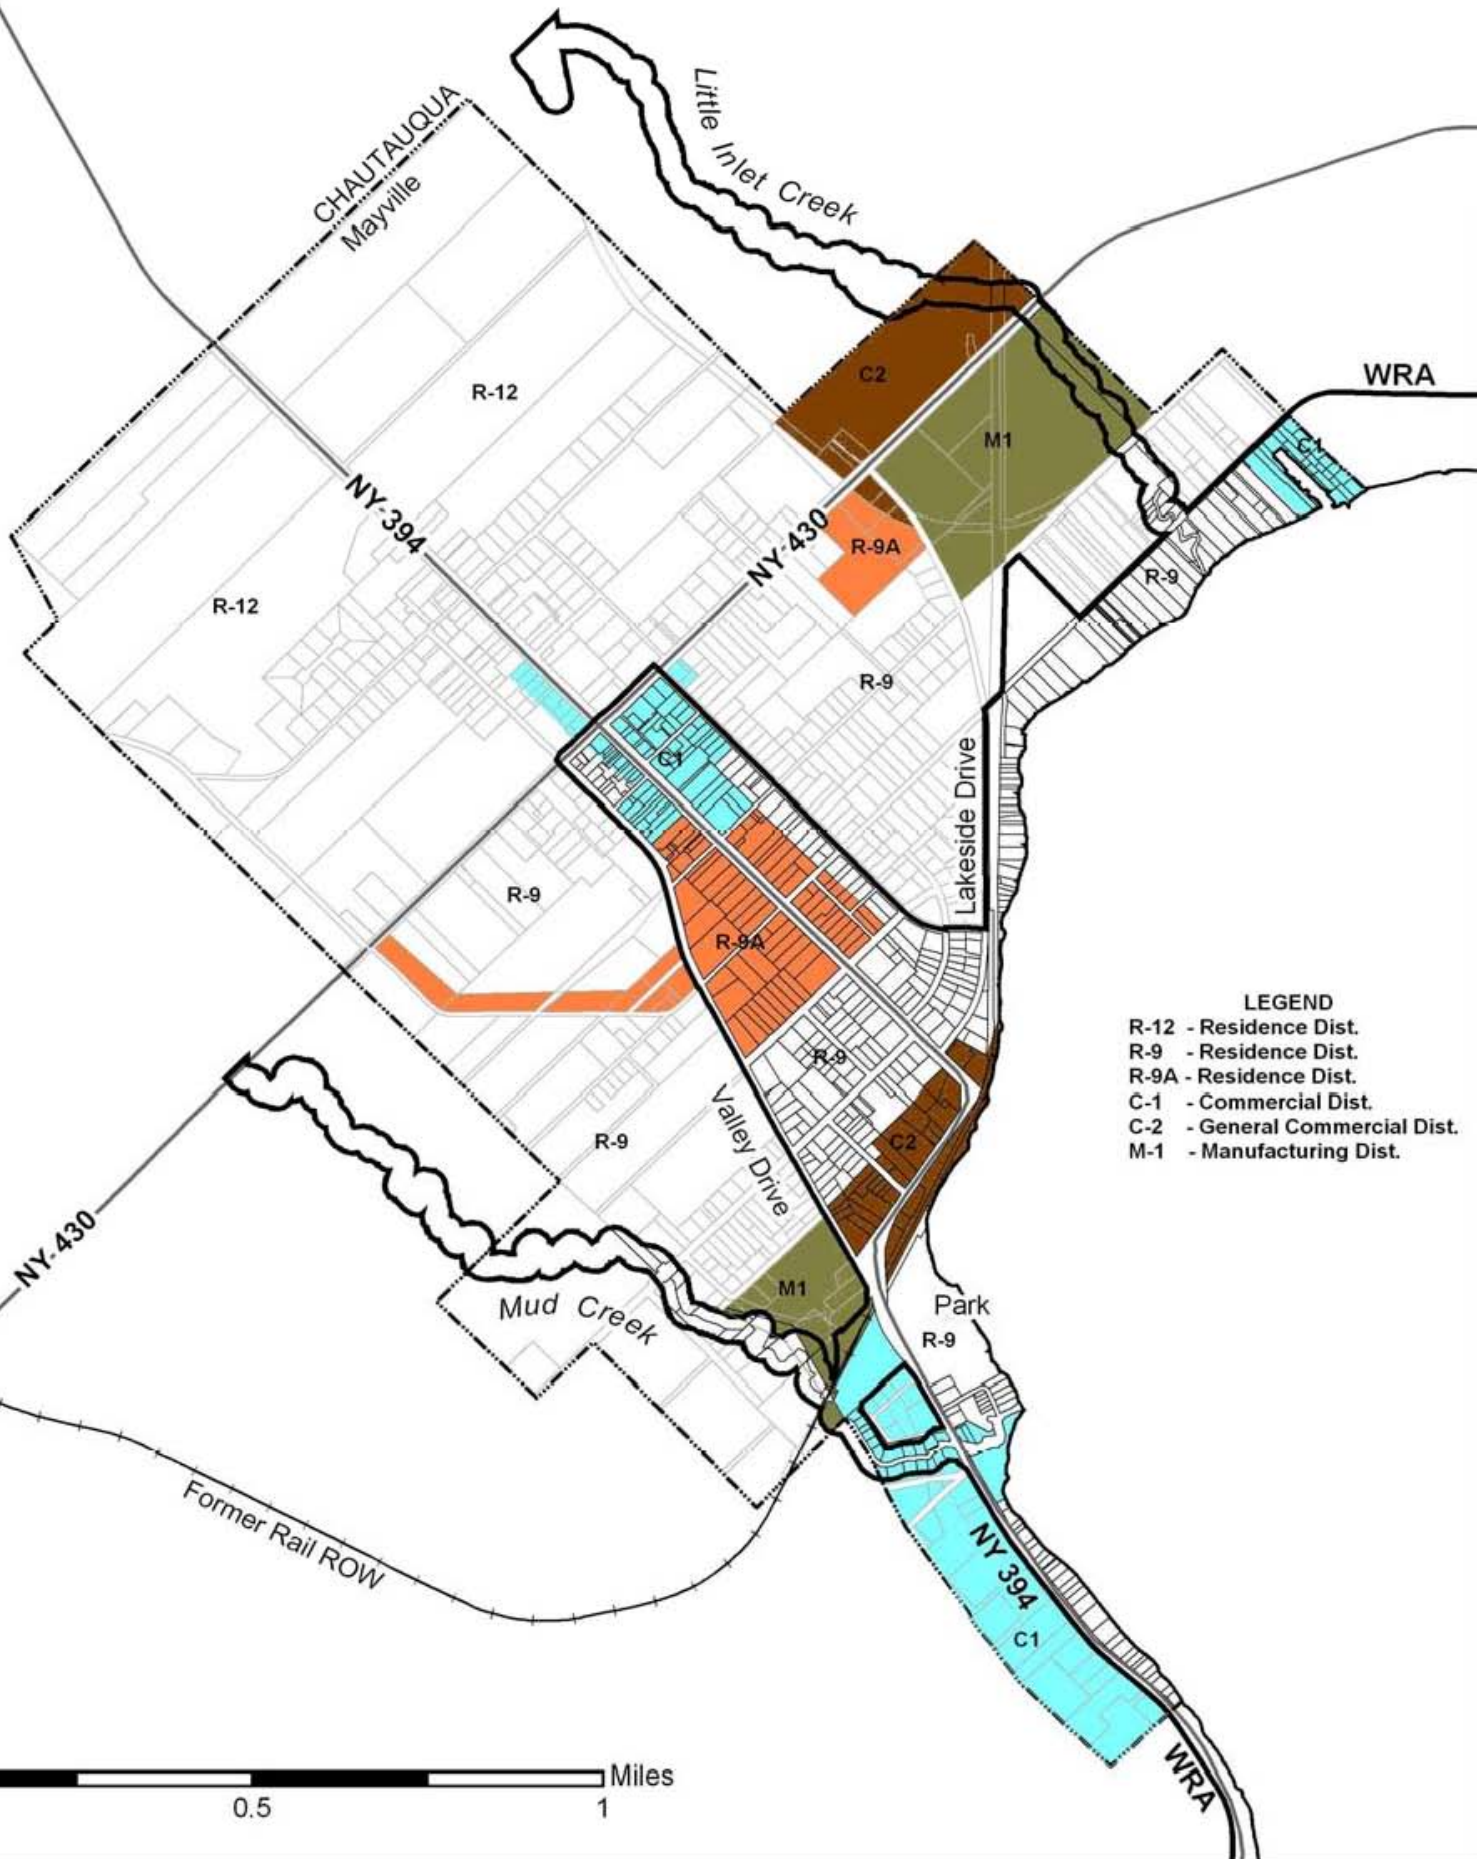 Little Inlet Creek
CHAUTAUQUA
Mayville
WRA
C2
R-12
M1
C1
NY-394
NY-430
R-9A
R-9
R-12
R-9
C1
Lakeside Drive
R-9
R-9A
LEGEND
R-12 - Residence Dist.
R-9 - Residence Dist.
R-9A - Residence Dist.
C-1 - Commercial Dist.
C-2 - General Commercial Dist.
M-1 - Manufacturing Dist.
R-9
Valley Drive
R-9
C2
NY-430
M1
Mud Creek
Park
R-9
Former Rail ROW
NY 394
C1
WRA
Miles
0.5
1